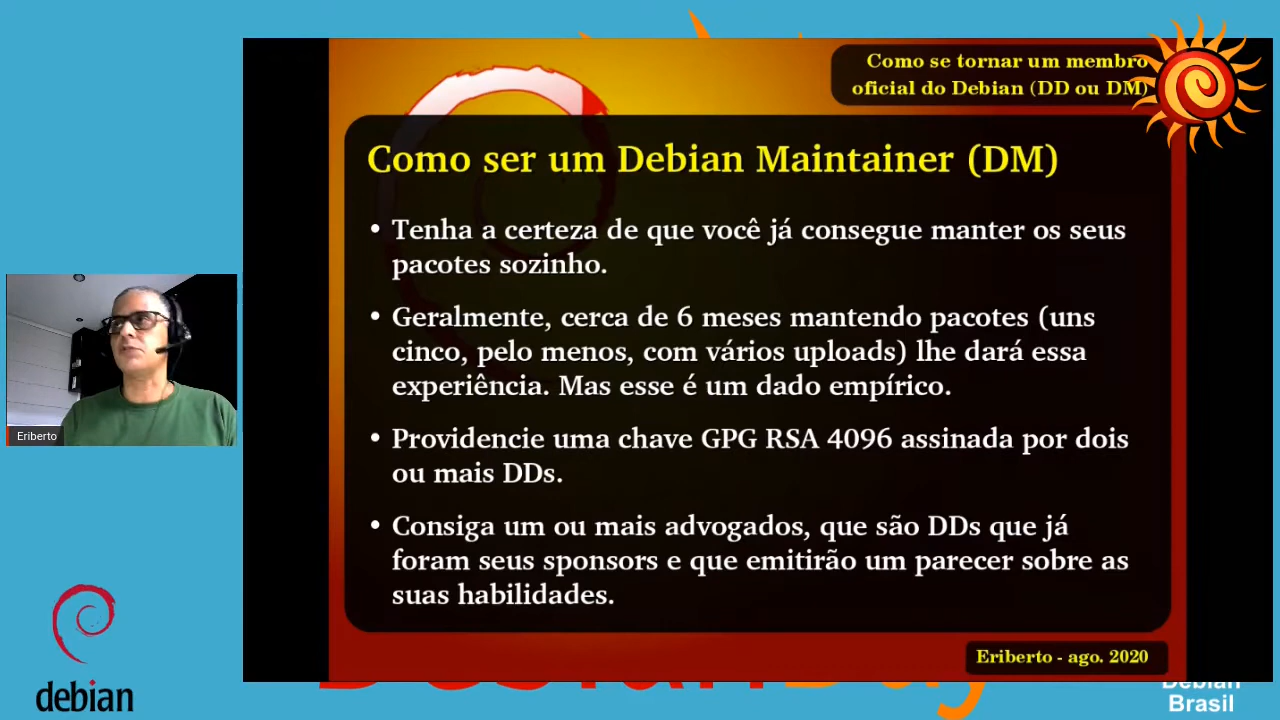 Como se tornar um membro
oficial do Debian (DD ou DM)
Como ser um Debian Maintainer (DM)
• Tenha a certeza de que você já consegue manter os seus
pacotes sozinho.
• Geralmente, cerca de 6 meses mantendo pacotes (uns
cinco, pelo menos, com vários uploads) lhe dará essa
experiência. Mas esse é um dado empírico.
• Providencie uma chave GPG RSA 4096 assinada por dois
ou mais DDs.
• Consiga um ou mais advogados, que são DDs que já
foram seus sponsors e que emitirão um parecer sobre as
suas habilidades.
Eriberto - ago. 2020
Eriberto
debian
Debian
Brasil